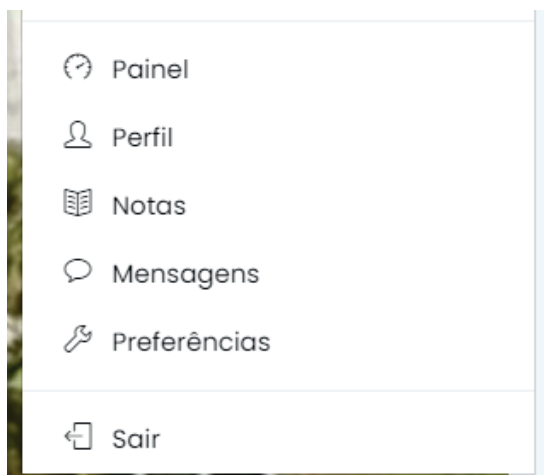 Painel
Perfil
Notas
Mensagens
Preferências
Sair